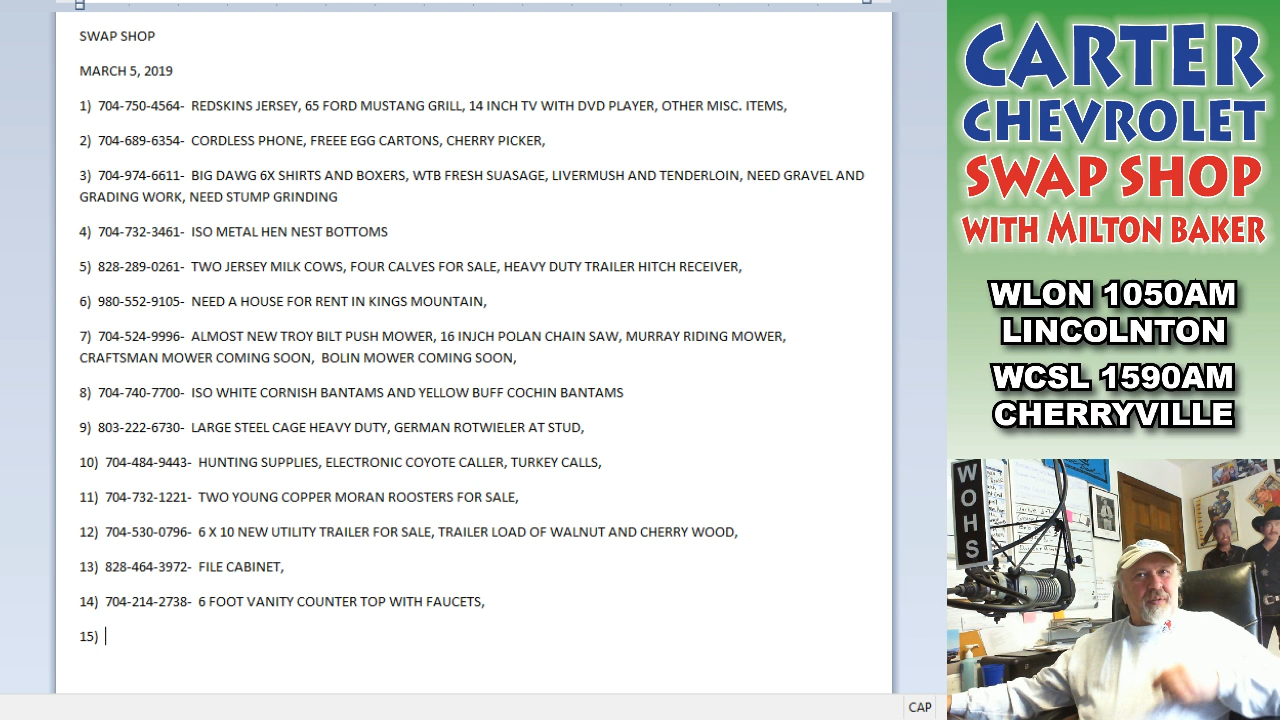 SWAP SHOP
MARCH 5, 2019
1) 704-750-4564- REDSKINS JERSEY, 65 FORD MUSTANG GRILL, 14 INCH TV WITH DVD PLAYER, OTHER MISC. ITEMS,
2) 704-689-6354- CORDLESS PHONE, FREEE EGG CARTONS, CHERRY PICKER,
3) 704-974-6611- BIG DAWG 6X SHIRTS AND BOXERS, WTB FRESH SUASAGE, LIVERMUSH AND TENDERLOIN, NEED GRAVEL AND
GRADING WORK, NEED STUMP GRINDING
4) 704-732-3461- ISO METAL HEN NEST BOTTOMS
5) 828-289-0261- TWO JERSEY MILK COWS, FOUR CALVES FOR SALE, HEAVY DUTY TRAILER HITCH RECEIVER,
6) 980-552-9105- NEED A HOUSE FOR RENT IN KINGS MOUNTAIN,
7) 704-524-9996- ALMOST NEW TROY BILT PUSH MOWER, 16 INJCH POLAN CHAIN SAW, MURRAY RIDING MOWER,
CRAFTSMAN MOWER COMING SOON, BOLIN MOWER COMING SOON,
8) 704-740-7700- ISO WHITE CORNISH BANTAMS AND YELLOW BUFF COCHIN BANTAMS
9) 803-222-6730- LARGE STEEL CAGE HEAVY DUTY, GERMAN ROTWIELER AT STUD,
10) 704-484-9443- HUNTING SUPPLIES, ELECTRONIC COYOTE CALLER, TURKEY CALLS,
11) 704-732-1221- TWO YOUNG COPPER MORAN ROOSTERS FOR SALE,
12) 704-530-0796- 6 X 10 NEW UTILITY TRAILER FOR SALE, TRAILER LOAD OF WALNUT AND CHERRY WOOD,
13) 828-464-3972- FILE CABINET,
14) 704-214-2738- 6 FOOT VANITY COUNTER TOP WITH FAUCETS,
15)
CAP
CARTER
CHEVROLET
SWAP SHOP
WITH MILTON BAKER
WLON 1050AM
LINCOLNTON
WCSL 1590AM
CHERRYVILLE
WOHS